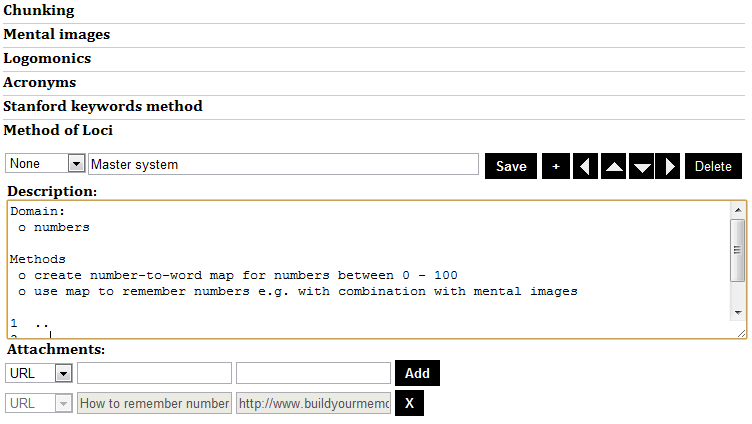 Chunking
Mental images
Logomonics
Acronyms
Stanford keywords method
Method of Loci
None Master system Save + Delete
Description:
Domain:
o numbers
Methods
o create number-to-word map for numbers between 0 - 100
o use map to remember numbers e.g. with combination with mental images
1 ..
Attachments:
URL Add
URL How to remember number http://www.buildyourmemo X